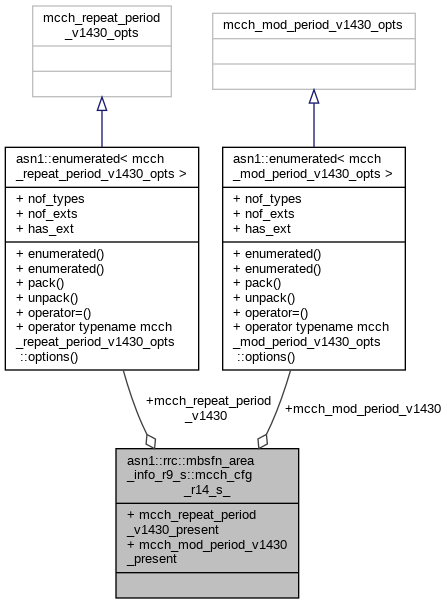 mcch_repeat_period
_v1430_opts
mcch_mod_period_v1430_opts
asn1::enumerated< mcch
_repeat_period_v1430_opts >
+ nof_types
+ nof_exts
+ has_ext
+ enumerated()
+ enumerated()
+ pack()
+ unpack()
+ operator=()
+ operator typename mcch
_repeat_period_v1430_opts
::options()
asn1::enumerated< mcch
_mod_period_v1430_opts >
+ nof_types
+ nof_exts
+ has_ext
+ enumerated()
+ enumerated()
+ pack()
+ unpack()
+ operator=()
+ operator typename mcch
_mod_period_v1430_opts
::options()
+mcch_repeat_period
_v1430
+mcch_mod_period_v1430
asn1::rrc::mbsfn_area
_info_r9_s::mcch_cfg
_r14_s_
+ mcch_repeat_period
_v1430_present
+ mcch_mod_period_v1430
_present